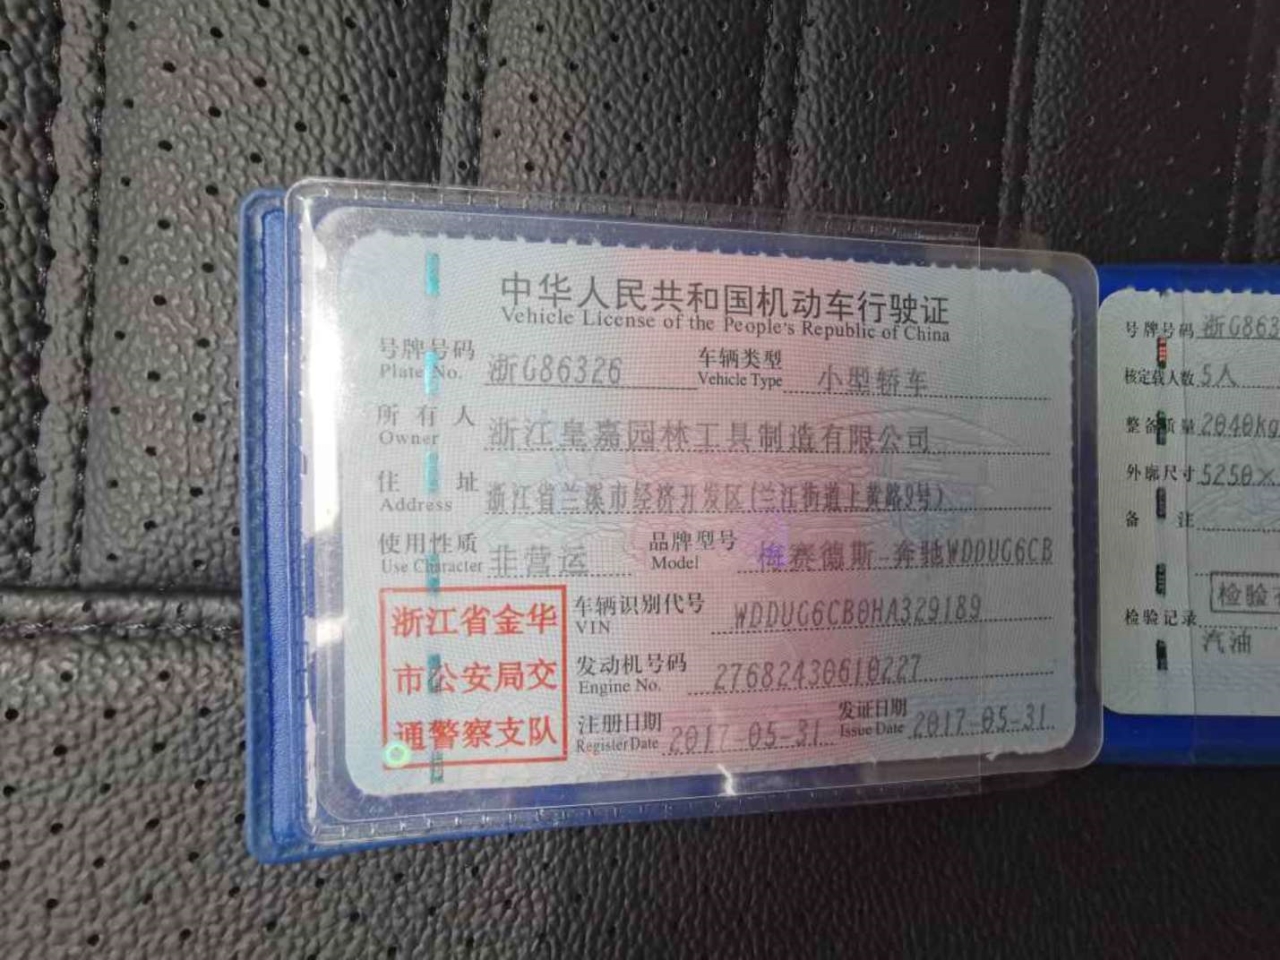 中华人民共和国机动车行驶证
Vehicle License of the People's Republic of China
号牌号码 浙G86326 车辆类型 小型轿车
Plate No. Vehicle Type
所有人 浙江皇嘉园林工具制造有限公司
Owner
住址 浙江省兰溪市经济开发区(兰江街道上黄路9号)
Address
使用性质 非营运 品牌型号 梅赛德斯-奔驰WDDUG6CB
Use Character Model
浙江省金华
市公安局交
通警察支队
车辆识别代号 WDDUG6CB0HA329189
VIN
发动机号码 27682430610227
Engine No.
注册日期 2017-05-31 发证日期 2017-05-31
Register Date Issue Date
号牌号码 浙G863
核定载人数 5人
整备质量 2040kg
外廓尺寸 5250×
备注
检验记录
检验
汽油